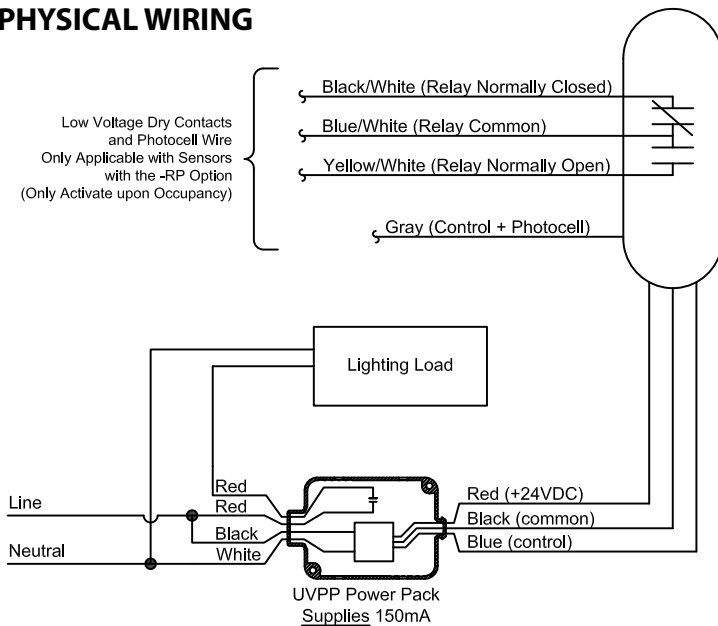 PHYSICAL WIRING
Black/White (Relay Normally Closed)
Blue/White (Relay Common)
Yellow/White (Relay Normally Open)
Gray (Control + Photocell)
Low Voltage Dry Contacts
and Photocell Wire
Only Applicable with Sensors
with the -RP Option
(Only Activate upon Occupancy)
Lighting Load
Line
Neutral
Red
Red
Black
White
Red (+24VDC)
Black (common)
Blue (control)
UVPP Power Pack
Supplies 150mA